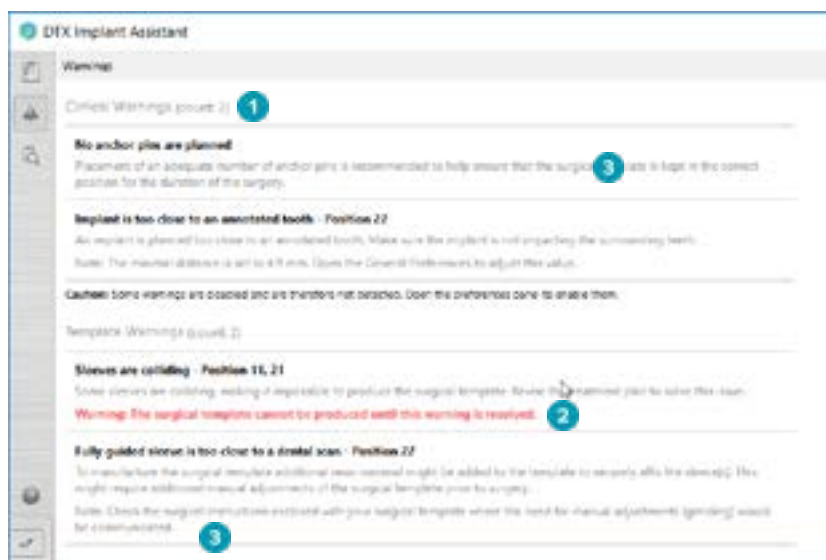 DTX Implant Assistant
Warnings
Clinical Warnings (count: 2) 1
No anchor pins are planned
Placement of an adequate number of anchor pins is recommended to help ensure that the surgical 3 is kept in the correct
position for the duration of the surgery.
Implant is too close to an annotated tooth - Position 22
An implant is planned too close to an annotated tooth. Make sure the implant is not impacting the surrounding teeth.
Note: The minimal distance is set to mm. Open the General Preferences to adjust this value.
Caution: Some warnings are disabled and are therefore not detected. Open the preferences pane to enable them.
Template Warnings (count: 2)
Sleeves are colliding - Position 11, 21
Some sleeves are colliding, making it impossible to produce the surgical template. Revise treatment plan to solve this issue.
Warning: The surgical template cannot be produced until this warning is resolved. 2
Fully guided sleeve is too close to a dental scan - Position 22
To manufacture the surgical template additional resin material might be added to the template to securely affix the sleeve(s). This
might require additional manual adjustments of the surgical template prior to surgery.
Note: Check the surgical instructions enclosed with your surgical template where the need for manual adjustments (grinding) would
be communicated. 3